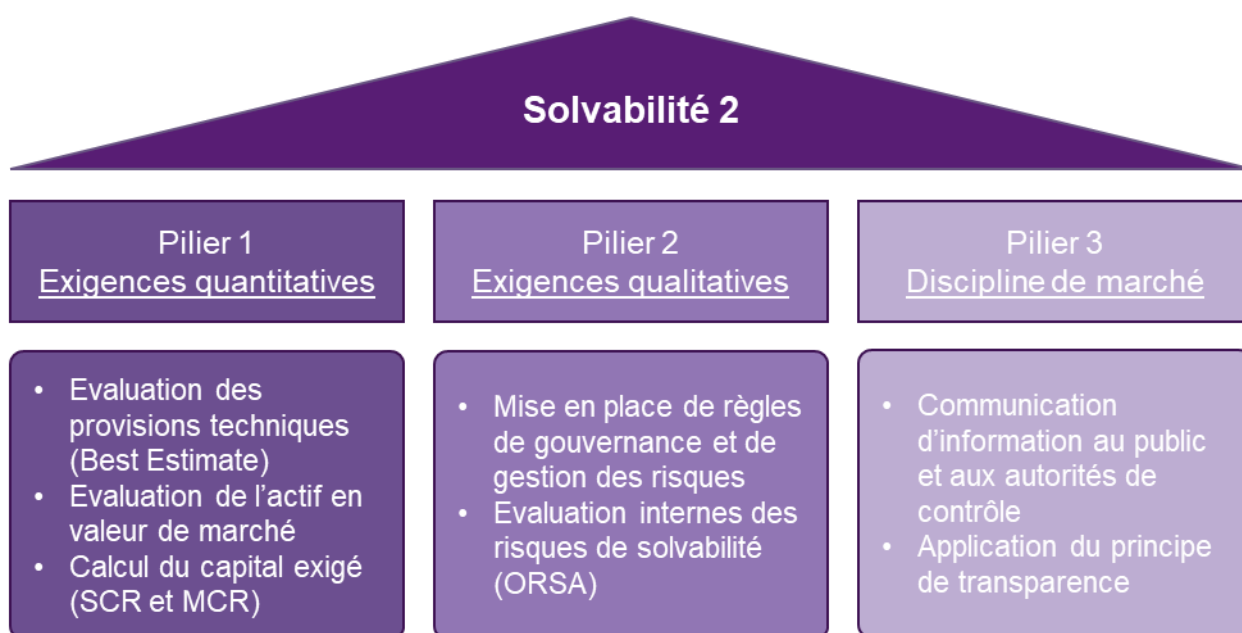 Solvabilité 2
Pilier 1
Exigences quantitatives
Pilier 2
Exigences qualitatives
Pilier 3
Discipline de marché
• Evaluation des
provisions techniques
(Best Estimate)
• Evaluation de l’actif en
valeur de marché
• Calcul du capital exigé
(SCR et MCR)
• Mise en place de règles
de gouvernance et de
gestion des risques
• Evaluation internes des
risques de solvabilité
(ORSA)
• Communication
d’information au public
et aux autorités de
contrôle
• Application du principe
de transparence